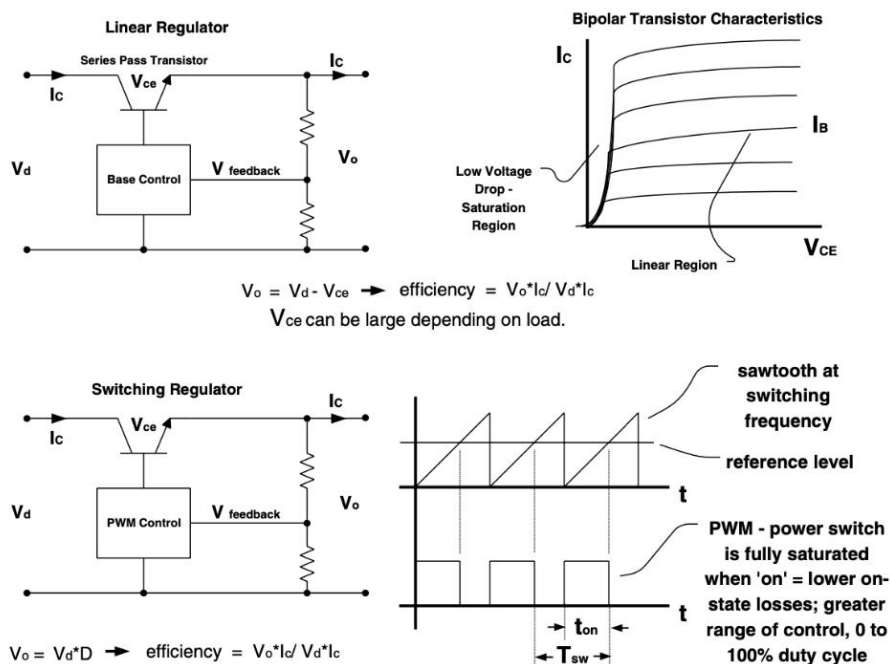 Linear Regulator
Series Pass Transistor
Ic
Vce
Ic
Vd
Base Control
V feedback
Vo
Bipolar Transistor Characteristics
IC
IB
Low Voltage
Drop -
Saturation
Region
Linear Region
VCE
Vo = Vd - Vce → efficiency = Vo*Ic/ Vd*Ic
Vce can be large depending on load.
Switching Regulator
Ic
Vce
Ic
Vd
PWM Control
V feedback
Vo
Vo = Vd*D → efficiency = Vo*Ic/ Vd*Ic
sawtooth at
switching
frequency
reference level
t
PWM - power switch
is fully saturated
when 'on' = lower on-
state losses; greater
range of control, 0 to
100% duty cycle
t
ton
Tsw